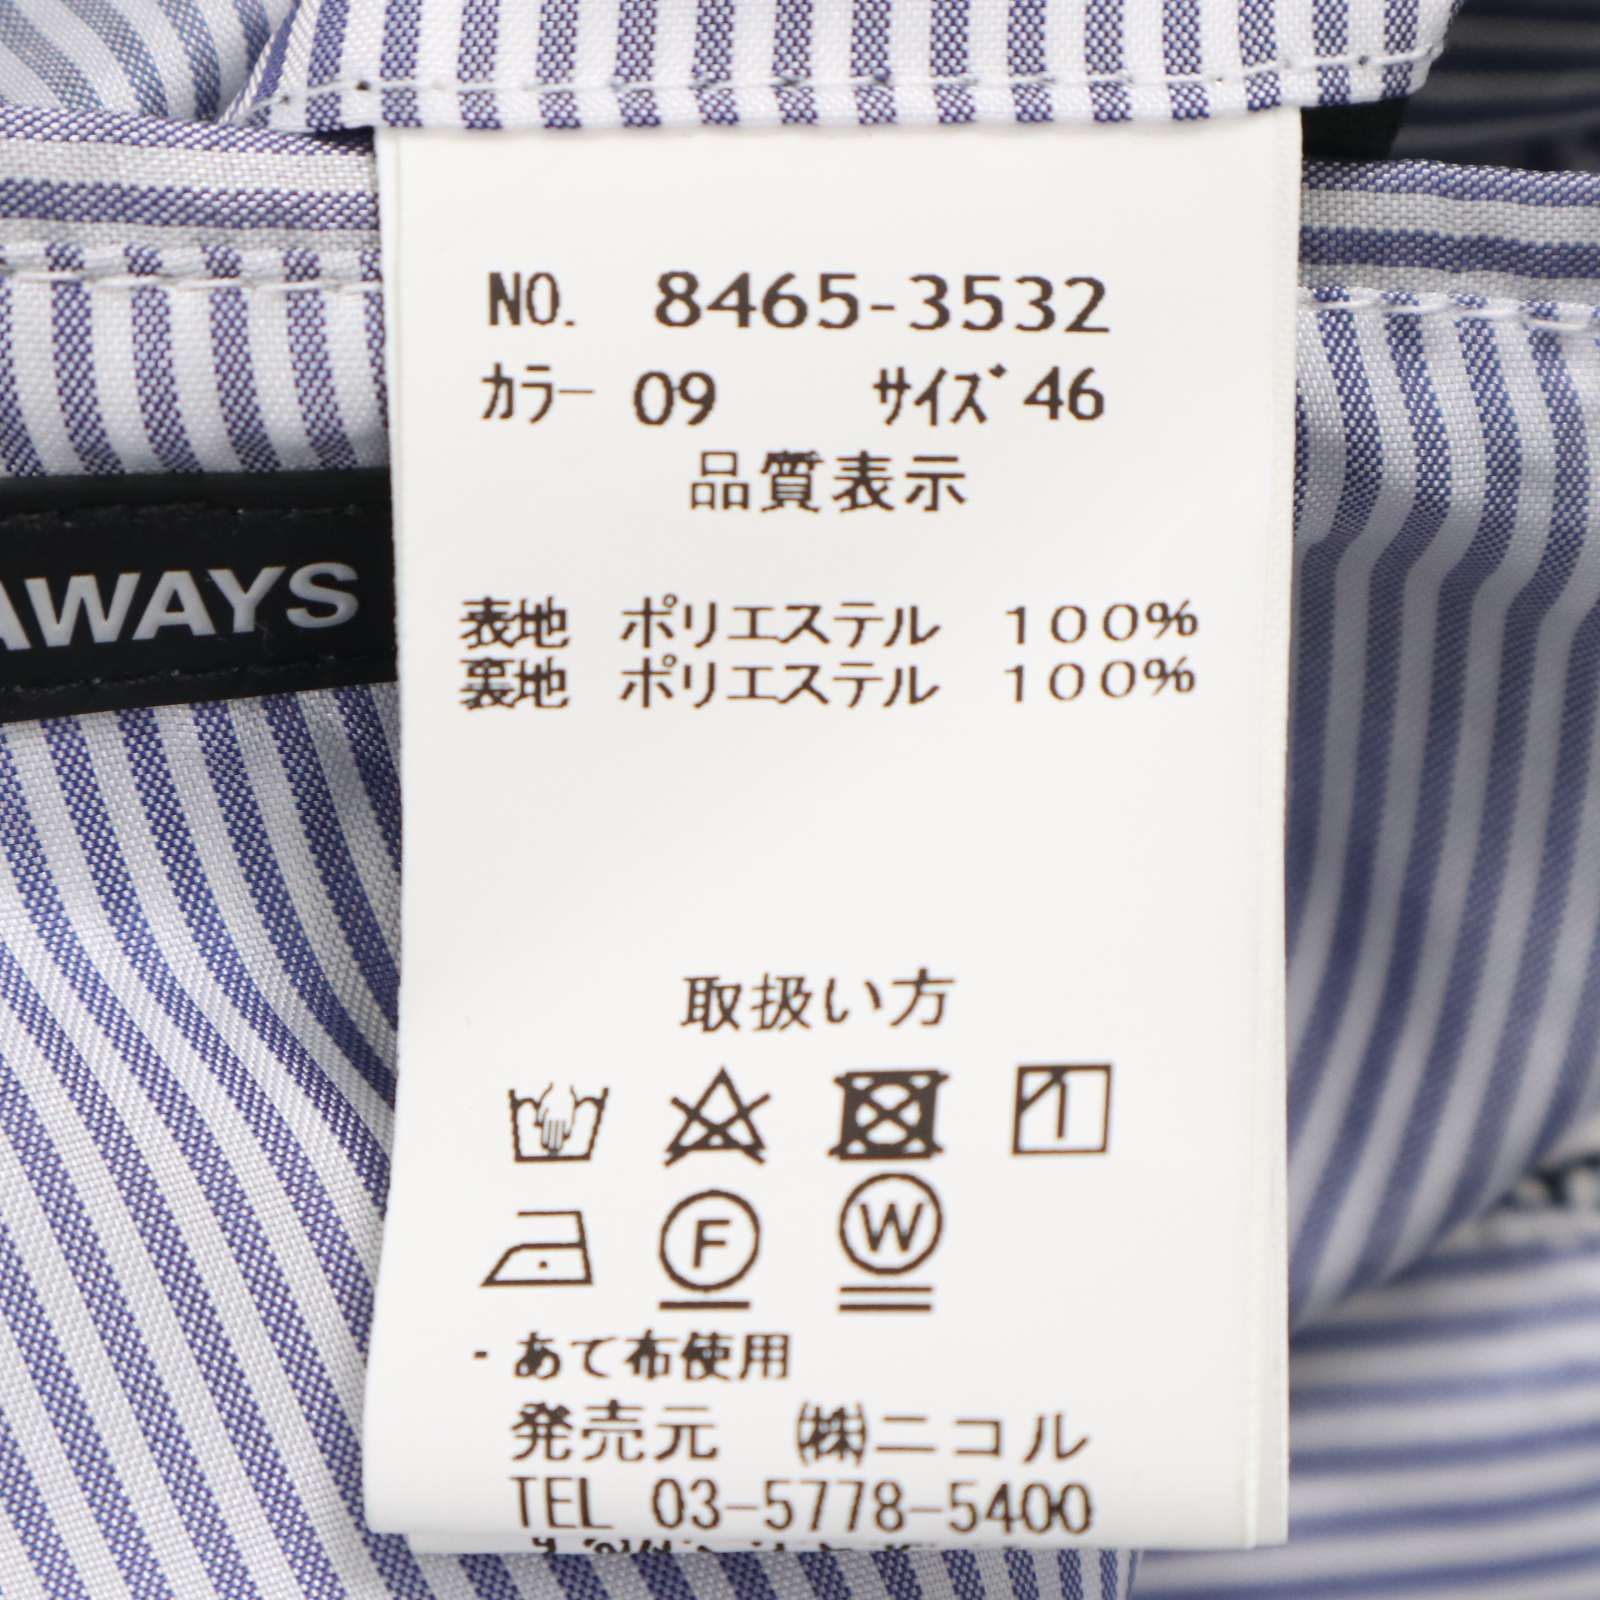 NO. 8465-3532
カラー 09 サイズ 46
品質表示
AWAYS
表地 ポリエステル 100%
裏地 ポリエステル 100%
取扱い方
F W
・あて布使用
発売元 ㈱ニコル
TEL 03-5778-5400